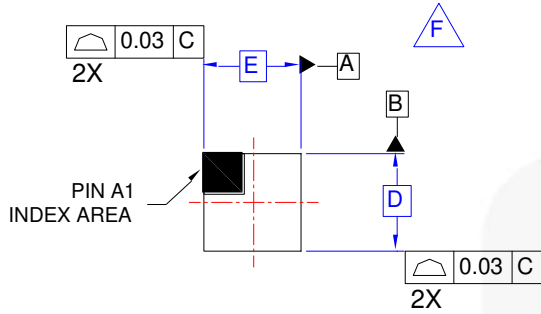 0.03 C
2X
E
A
F
B
PIN A1
INDEX AREA
D
0.03 C
2X